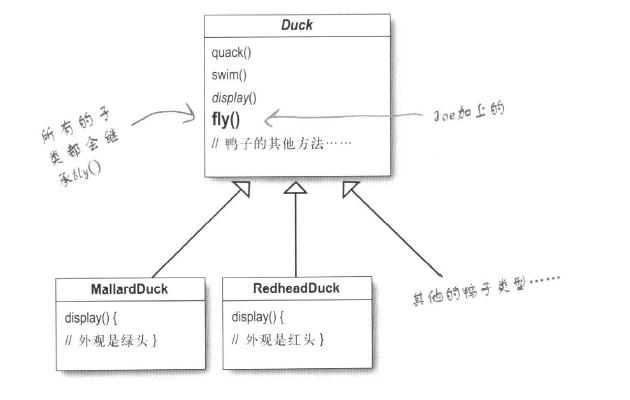 Duck
quack()
swim()
display()
fly()
// 鸭子的其他方法……
所有的子
类都会继
承fly()
Joe加上的
MallardDuck
display() {
// 外观是绿头 }
RedheadDuck
display() {
// 外观是红头 }
其他的鸭子类型……